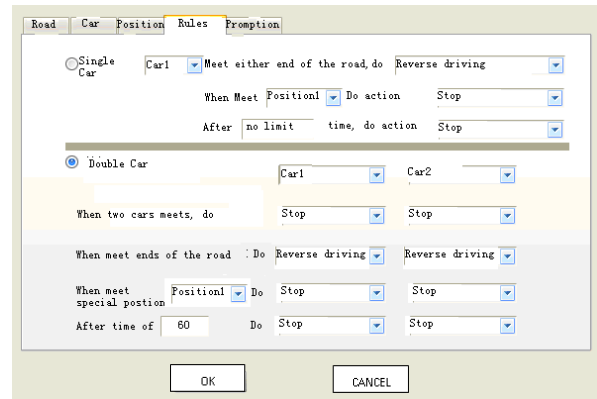 Road Car Position Rules Promption
Single Car Car1 Meet either end of the road, do Reverse driving
When Meet Position1 Do action Stop
After no limit time, do action Stop
Double Car
Car1 Car2
When two cars meets, do Stop Stop
When meet ends of the road : Do Reverse driving Reverse driving
When meet special postion Position1 Do Stop Stop
After time of 60 Do Stop Stop
OK CANCEL